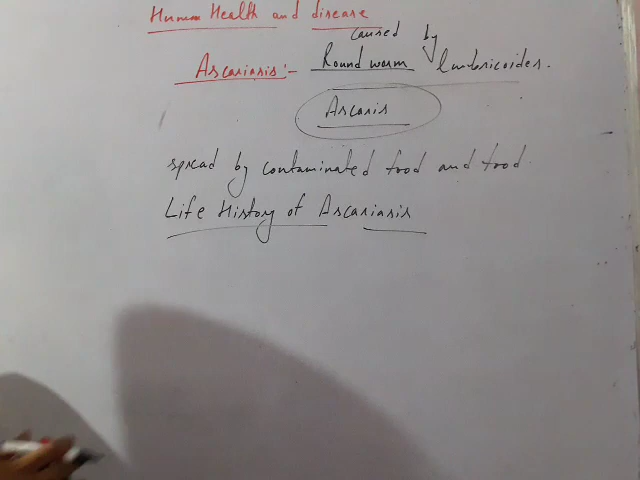 Human Health and disease
caused by
Ascariasis:- Round worm lumbricoides.
Ascaris
spread by contaminated food and food.
Life History of Ascariasis